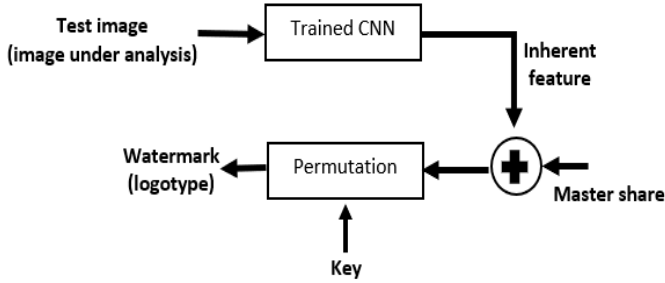 Test image
(image under analysis)
Trained CNN
Inherent
feature
Watermark
(logotype)
Permutation
Master share
Key